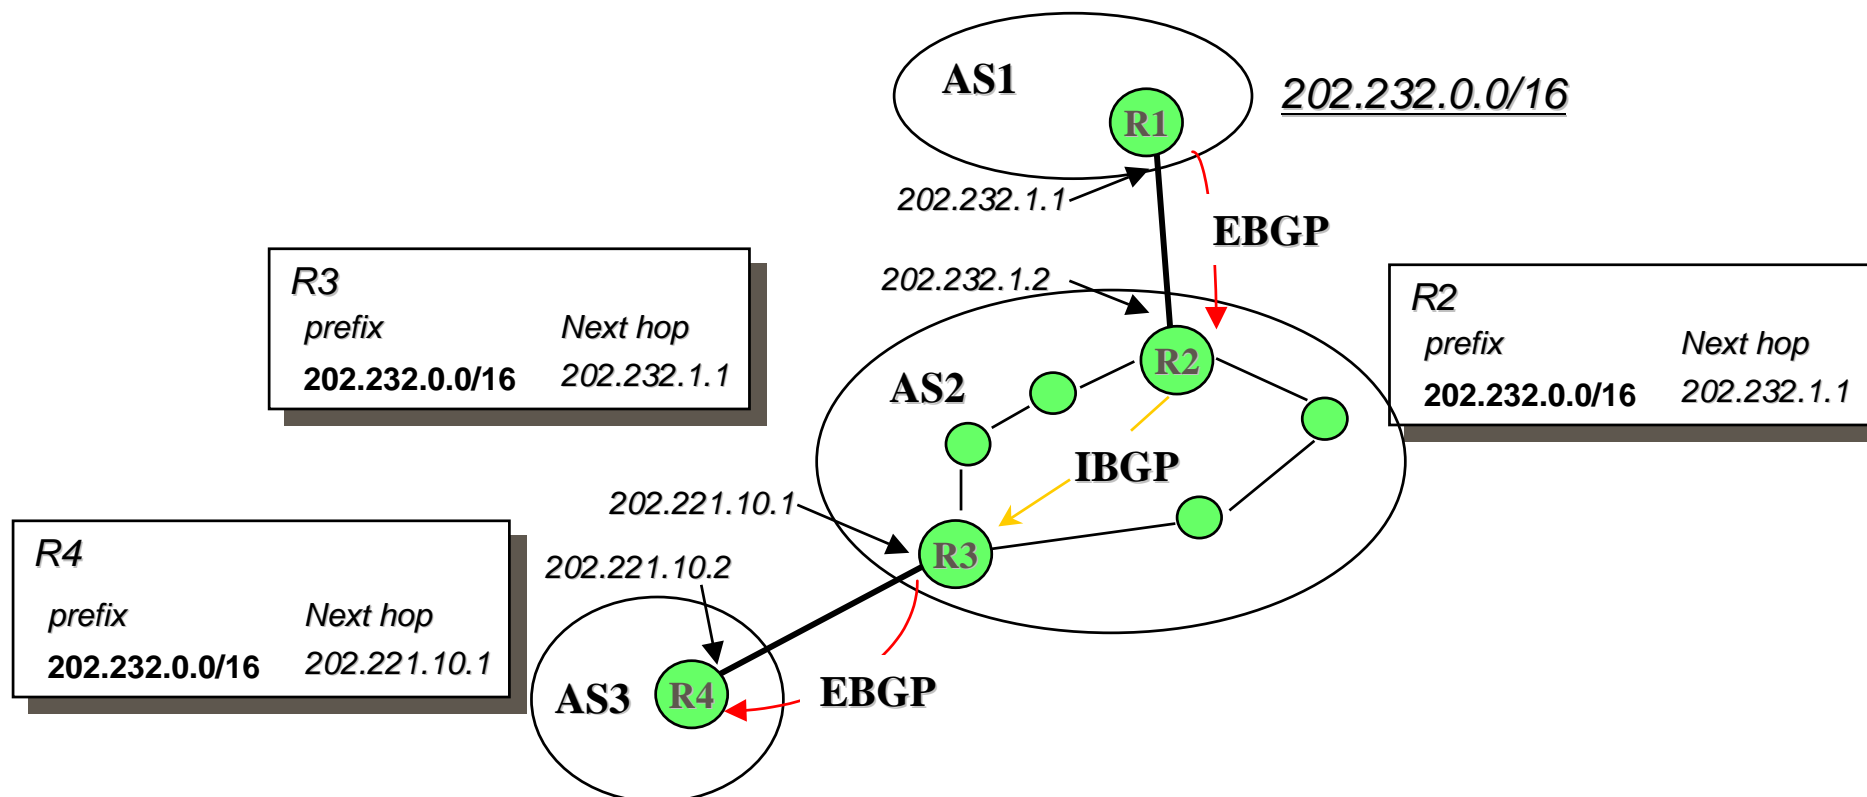 AS1
202.232.0.0/16
R1
202.232.1.1
EBGP
202.232.1.2
R3
prefix Next hop
202.232.0.0/16 202.232.1.1
R2
prefix Next hop
202.232.0.0/16 202.232.1.1
R2
AS2
IBGP
202.221.10.1
R3
202.221.10.2
R4
prefix Next hop
202.232.0.0/16 202.221.10.1
AS3
R4
EBGP